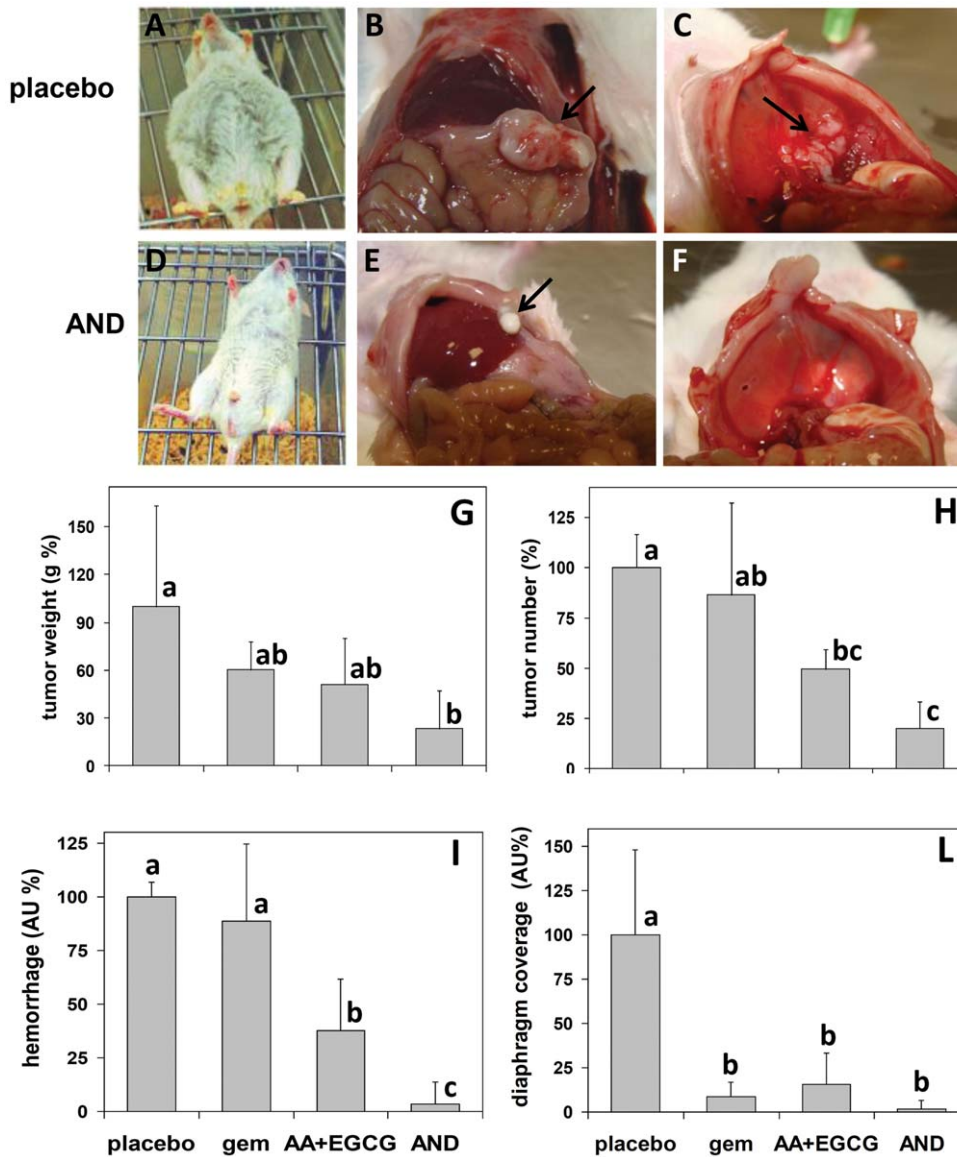 A B C
placebo
D E F
AND
G
tumor weight (g %)
150
120
90
60
30
0
a
ab
ab
b
H
tumor number (%)
125
100
75
50
25
0
a
ab
bc
c
I
hemorrhage (AU %)
125
100
75
50
25
0
a
a
b
c
placebo gem AA+EGCG AND
L
diaphragm coverage (AU%)
150
125
100
75
50
25
0
a
b
b
b
placebo gem AA+EGCG AND